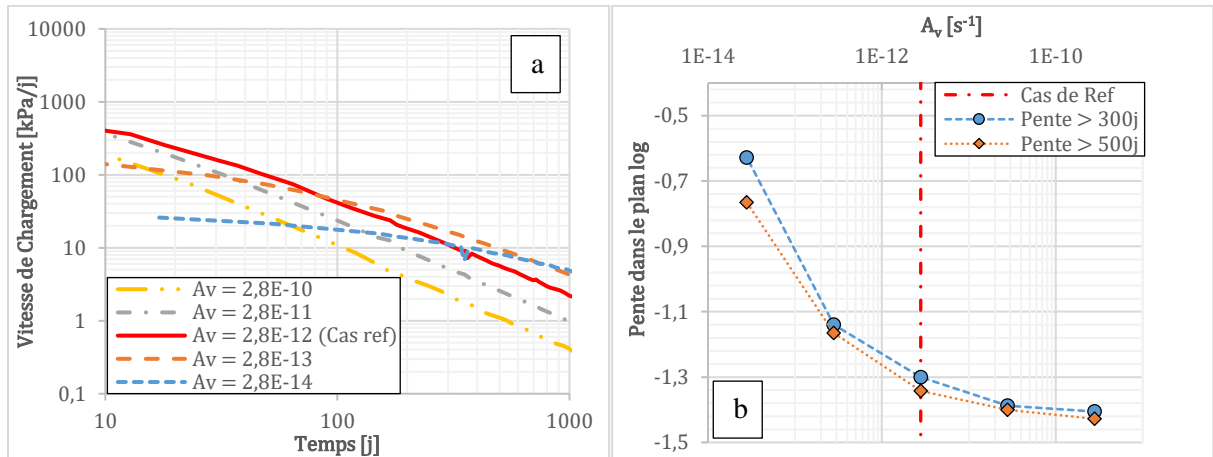 Vitesse de Chargement [kPa/j]
10000
1000
100
10
1
0,1
a
Av = 2,8E-10
Av = 2,8E-11
Av = 2,8E-12 (Cas ref)
Av = 2,8E-13
Av = 2,8E-14
10
100
1000
Temps [j]
Av [s-1]
1E-14
1E-12
1E-10
Pente dans le plan log
-0,5
-0,7
-0,9
-1,1
-1,3
-1,5
Cas de Ref
Pente > 300j
Pente > 500j
b